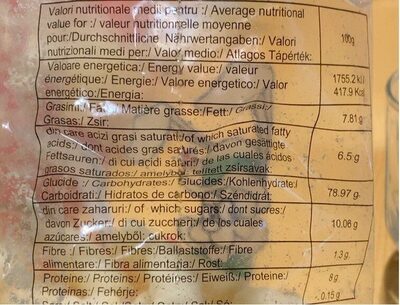 Valori nutritionale medii pentru :/ Average nutritional
value for :/ valeur nutritionnelle moyenne
pour:/Durchschnittliche Nährwertangaben:/ Valori
nutrizionali medi per:/ Valor medio:/ Átlagos Tápérték:
100g
Valoare energetica:/ Energy value:/ valeur
énergétique:/ Energie:/ Valore energetico:/ Valor
energético:/Energia:
1755.2 kJ/
417.9 Kcal
Grasimi:/ Fat:/ Matière grasse:/Fett:/ Grassi:/
Grasas:/ Zsir:
7.81 g
din care acizi grasi saturati:/of which saturated fatty
acids:/ dont acides gras saturés:/ davon gesättigte
Fettsauren:/ di cui acidi saturi:/ de las cuales ácidos
grasos saturados:/ amelyből: telített zsírsavak:
6.5 g
Glucide :/ Carbohydrates:/ Glucides:/Kohlenhydrate:/
Carboidrati:/ Hidratos de carbono:/ Széndidrát:
78.97 g
din care zaharuri:/ of which sugars:/ dont sucres:/
davon Zucker:/ di cui zuccheri:/ de los cuales
azúcares:/ amelyböl: cukrok:
10.06 g
Fibre :/ Fibres:/ Fibres:/Ballaststoffe:/ Fibre
alimentare:/ Fibra alimentaria:/ Rost:
1.3 g
Proteine:/ Proteins:/ Protéines:/ Eiweiß:/ Proteine:/
Proteínas:/ Fehérje:
8 g
0.15 g